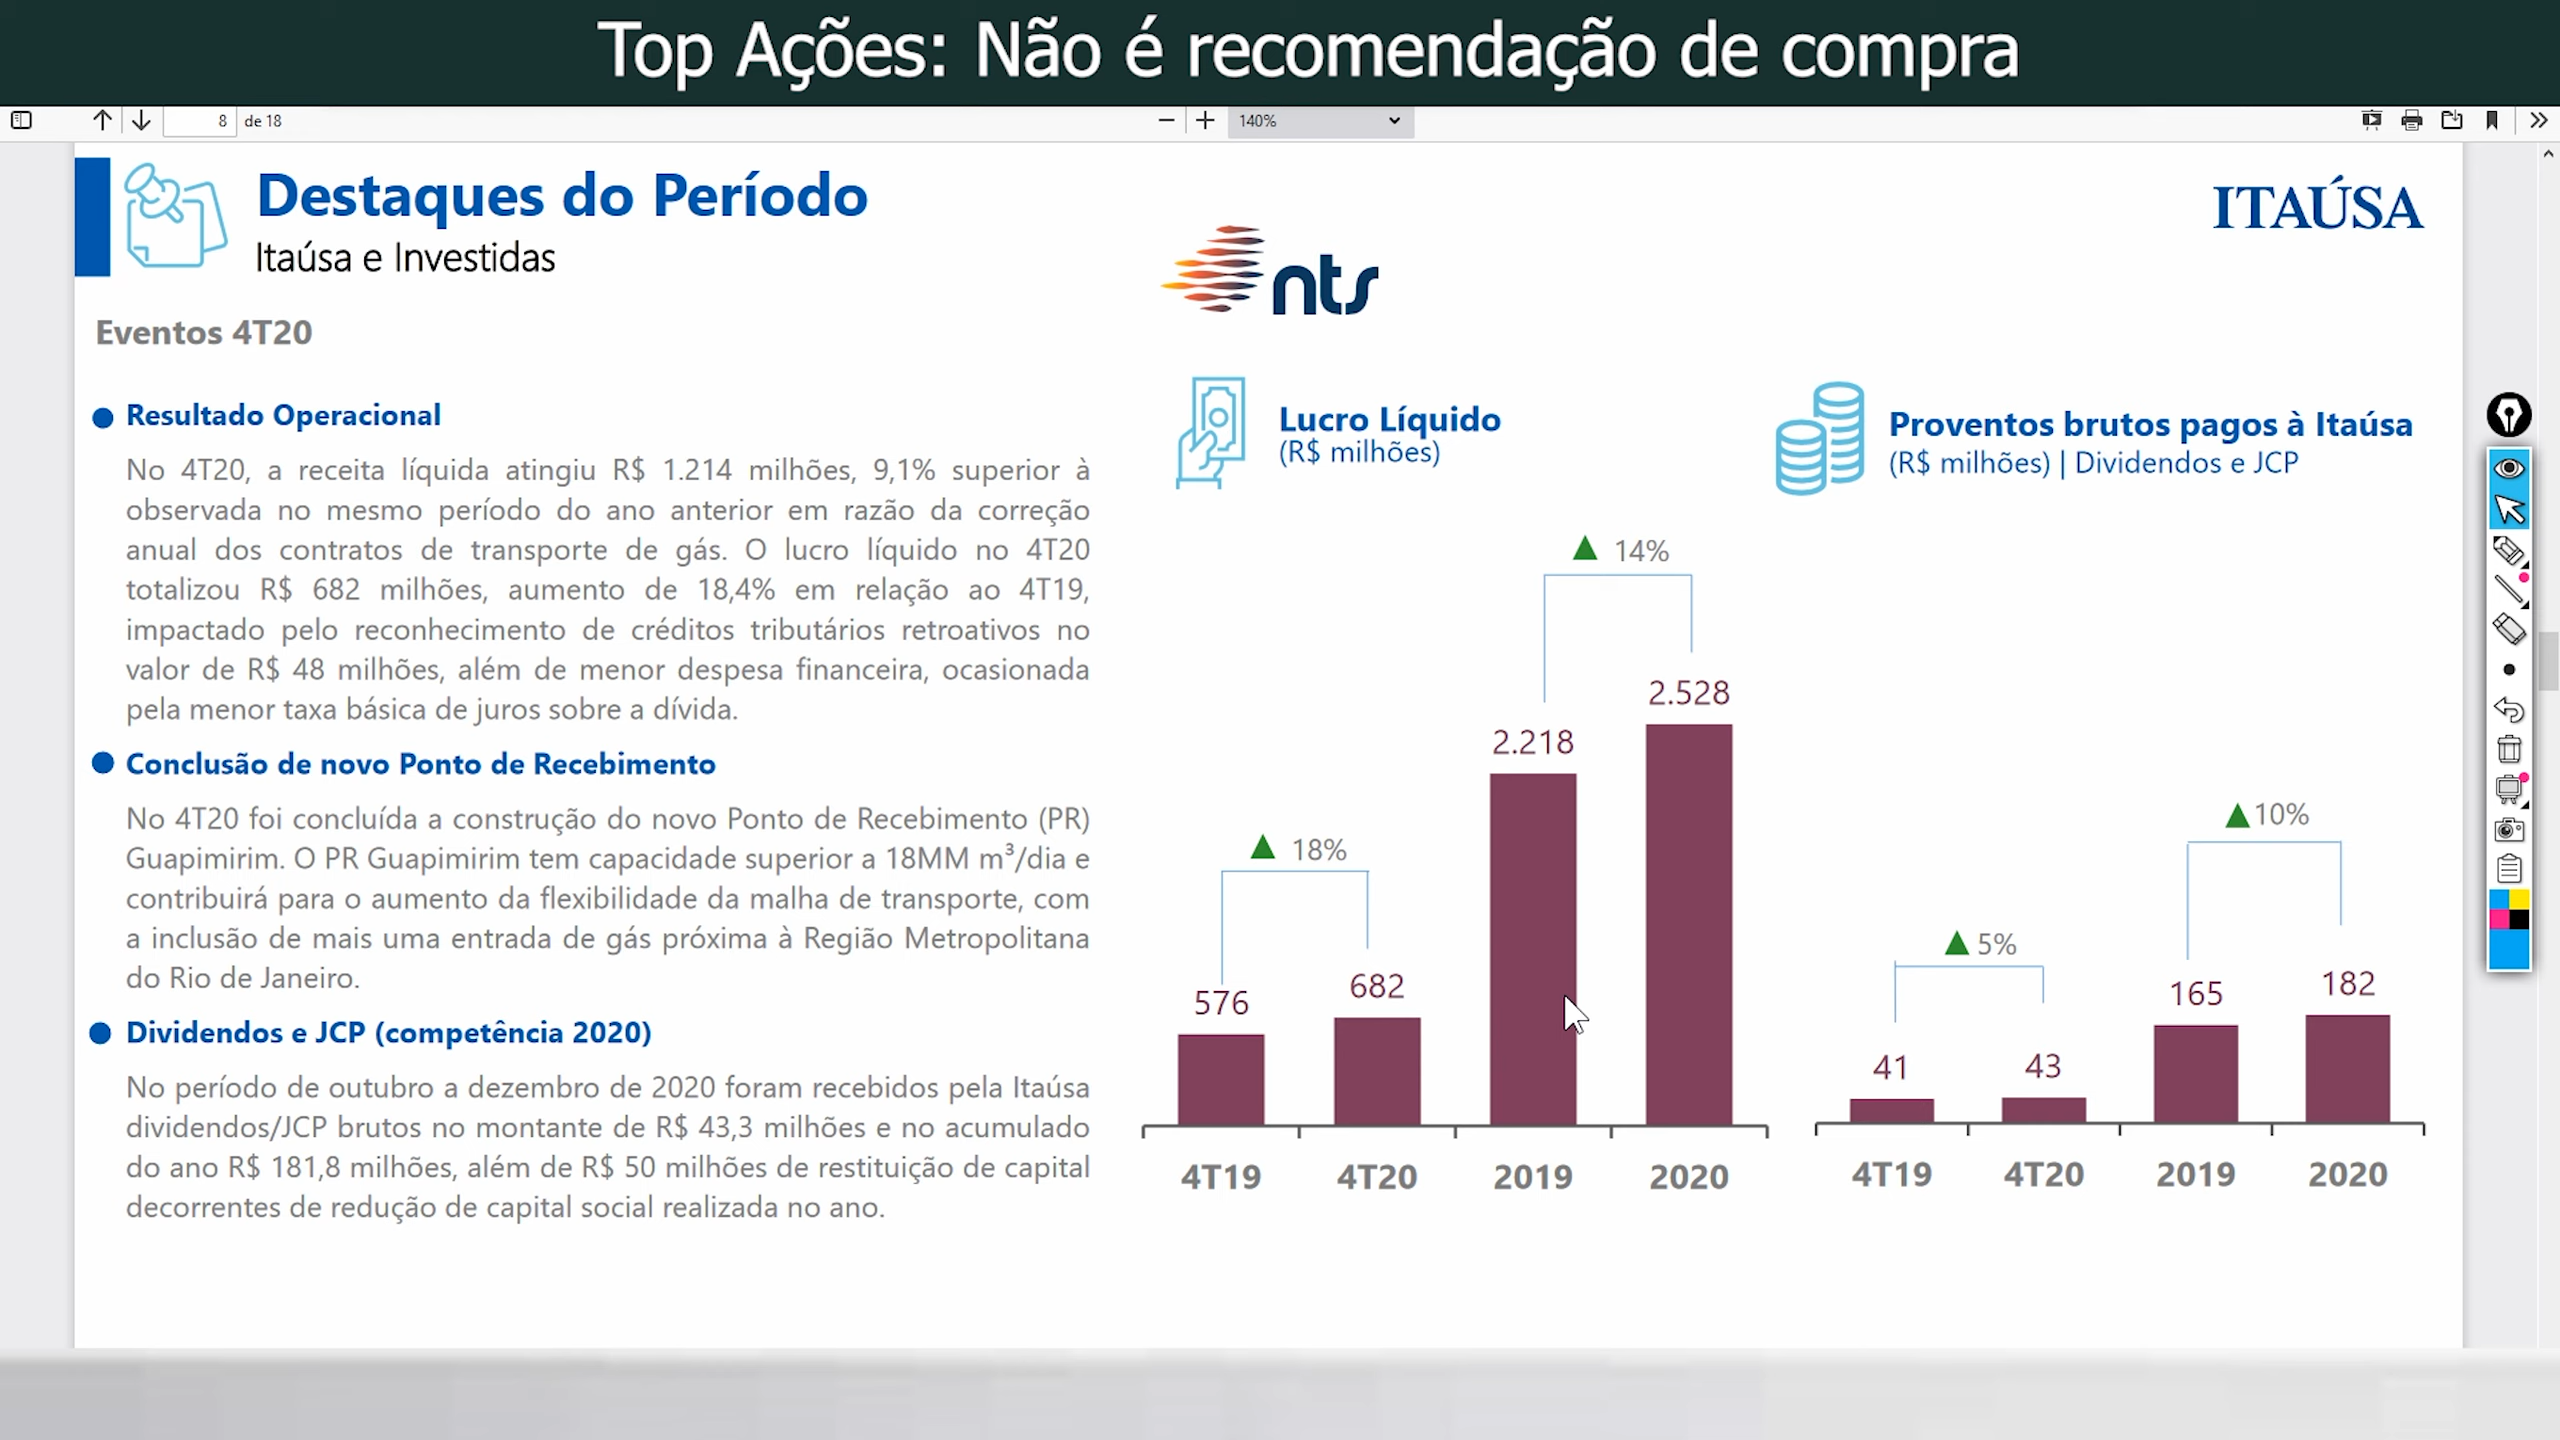 Top Ações: Não é recomendação de compra
8 de 18
140%
Destaques do Período
Itaúsa e Investidas
ITAÚSA
nts
Eventos 4T20
Resultado Operacional
No 4T20, a receita líquida atingiu R$ 1.214 milhões, 9,1% superior à
observada no mesmo período do ano anterior em razão da correção
anual dos contratos de transporte de gás. O lucro líquido no 4T20
totalizou R$ 682 milhões, aumento de 18,4% em relação ao 4T19,
impactado pelo reconhecimento de créditos tributários retroativos no
valor de R$ 48 milhões, além de menor despesa financeira, ocasionada
pela menor taxa básica de juros sobre a dívida.
Conclusão de novo Ponto de Recebimento
No 4T20 foi concluída a construção do novo Ponto de Recebimento (PR)
Guapimirim. O PR Guapimirim tem capacidade superior a 18MM m³/dia e
contribuirá para o aumento da flexibilidade da malha de transporte, com
a inclusão de mais uma entrada de gás próxima à Região Metropolitana
do Rio de Janeiro.
Dividendos e JCP (competência 2020)
No período de outubro a dezembro de 2020 foram recebidos pela Itaúsa
dividendos/JCP brutos no montante de R$ 43,3 milhões e no acumulado
do ano R$ 181,8 milhões, além de R$ 50 milhões de restituição de capital
decorrentes de redução de capital social realizada no ano.
Lucro Líquido
(R$ milhões)
14%
2.528
2.218
18%
682
576
4T19 4T20 2019 2020
Proventos brutos pagos à Itaúsa
(R$ milhões) | Dividendos e JCP
10%
5%
182
165
43
41
4T19 4T20 2019 2020